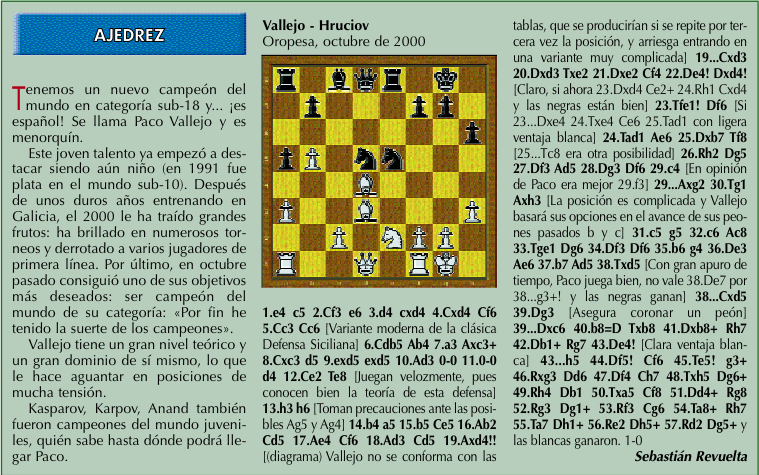 AJEDREZ
Tenemos un nuevo campeón del
mundo en categoría sub-18 y... ¡es
español! Se llama Paco Vallejo y es
menorquín.
Este joven talento ya empezó a des-
tacar siendo aún niño (en 1991 fue
plata en el mundo sub-10). Después
de unos duros años entrenando en
Galicia, el 2000 le ha traído grandes
frutos: ha brillado en numerosos tor-
neos y derrotado a varios jugadores de
primera línea. Por último, en octubre
pasado consiguió uno de sus objetivos
más deseados: ser campeón del
mundo de su categoría: «Por fin he
tenido la suerte de los campeones».
Vallejo tiene un gran nivel teórico y
un gran dominio de sí mismo, lo que
le hace aguantar en posiciones de
mucha tensión.
Kasparov, Karpov, Anand también
fueron campeones del mundo juveni-
les, quién sabe hasta dónde podrá lle-
gar Paco.
Vallejo - Hruciov
Oropesa, octubre de 2000
1.e4 c5 2.Cf3 e6 3.d4 cxd4 4.Cxd4 Cf6
5.Cc3 Cc6 [Variante moderna de la clásica
Defensa Siciliana] 6.Cdb5 Ab4 7.a3 Axc3+
8.Cxc3 d5 9.exd5 exd5 10.Ad3 0-0 11.0-0
d4 12.Ce2 Te8 [Juegan velozmente, pues
conocen bien la teoría de esta defensa]
13.h3 h6 [Toman precauciones ante las posi-
bles Ag5 y Ag4] 14.b4 a5 15.b5 Ce5 16.Ab2
Cd5 17.Ae4 Cf6 18.Ad3 Cd5 19.Axd4!!
[(diagrama) Vallejo no se conforma con las
tablas, que se producirían si se repite por ter-
cera vez la posición, y arriesga entrando en
una variante muy complicada] 19...Cxd3
20.Dxd3 Txe2 21.Dxe2 Cf4 22.De4! Dxd4!
[Claro, si ahora 23.Dxd4 Ce2+ 24.Rh1 Cxd4
y las negras están bien] 23.Tfe1! Df6 [Si
23...Dxe4 24.Txe4 Ce6 25.Tad1 con ligera
ventaja blanca] 24.Tad1 Ae6 25.Dxb7 Tf8
[25...Tc8 era otra posibilidad] 26.Rh2 Dg5
27.Df3 Ad5 28.Dg3 Df6 29.c4 [En opinión
de Paco era mejor 29.f3] 29...Axg2 30.Tg1
Axh3 [La posición es complicada y Vallejo
basará sus opciones en el avance de sus peo-
nes pasados b y c] 31.c5 g5 32.c6 Ac8
33.Tge1 Dg6 34.Df3 Df6 35.b6 g4 36.De3
Ae6 37.b7 Ad5 38.Txd5 [Con gran apuro de
tiempo, Paco juega bien, no vale 38.De7 por
38...g3+! y las negras ganan] 38...Cxd5
39.Dg3 [Asegura coronar un peón]
39...Dxc6 40.b8=D Txb8 41.Dxb8+ Rh7
42.Db1+ Rg7 43.De4! [Clara ventaja blan-
ca] 43...h5 44.Df5! Cf6 45.Te5! g3+
46.Rxg3 Dd6 47.Df4 Ch7 48.Txh5 Dg6+
49.Rh4 Db1 50.Txa5 Cf8 51.Dd4+ Rg8
52.Rg3 Dg1+ 53.Rf3 Cg6 54.Ta8+ Rh7
55.Ta7 Dh1+ 56.Re2 Dh5+ 57.Rd2 Dg5+ y
las blancas ganaron. 1-0
Sebastián Revuelta